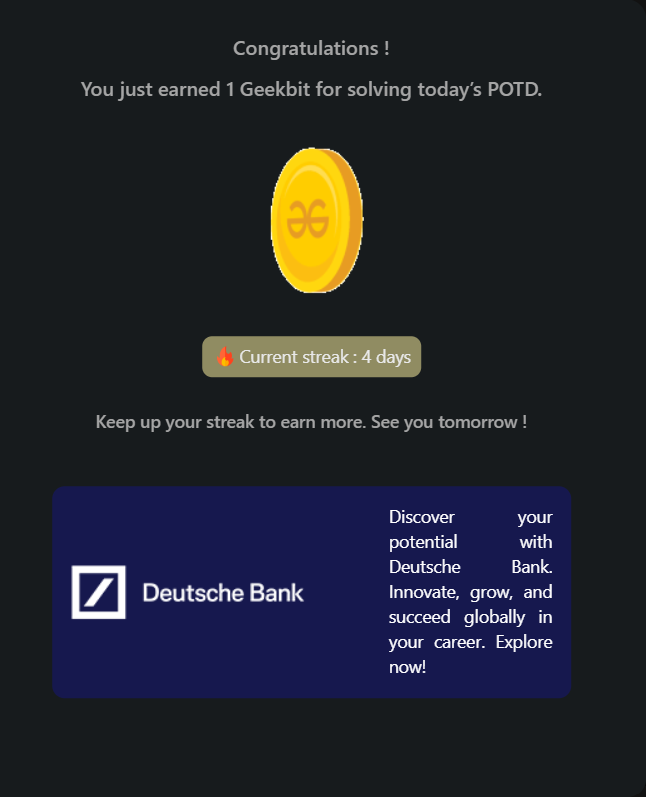 Congratulations !
You just earned 1 Geekbit for solving today's POTD.
🔥 Current streak : 4 days
Keep up your streak to earn more. See you tomorrow !
Deutsche Bank
Discover your
potential with
Deutsche Bank.
Innovate, grow, and
succeed globally in
your career. Explore
now!